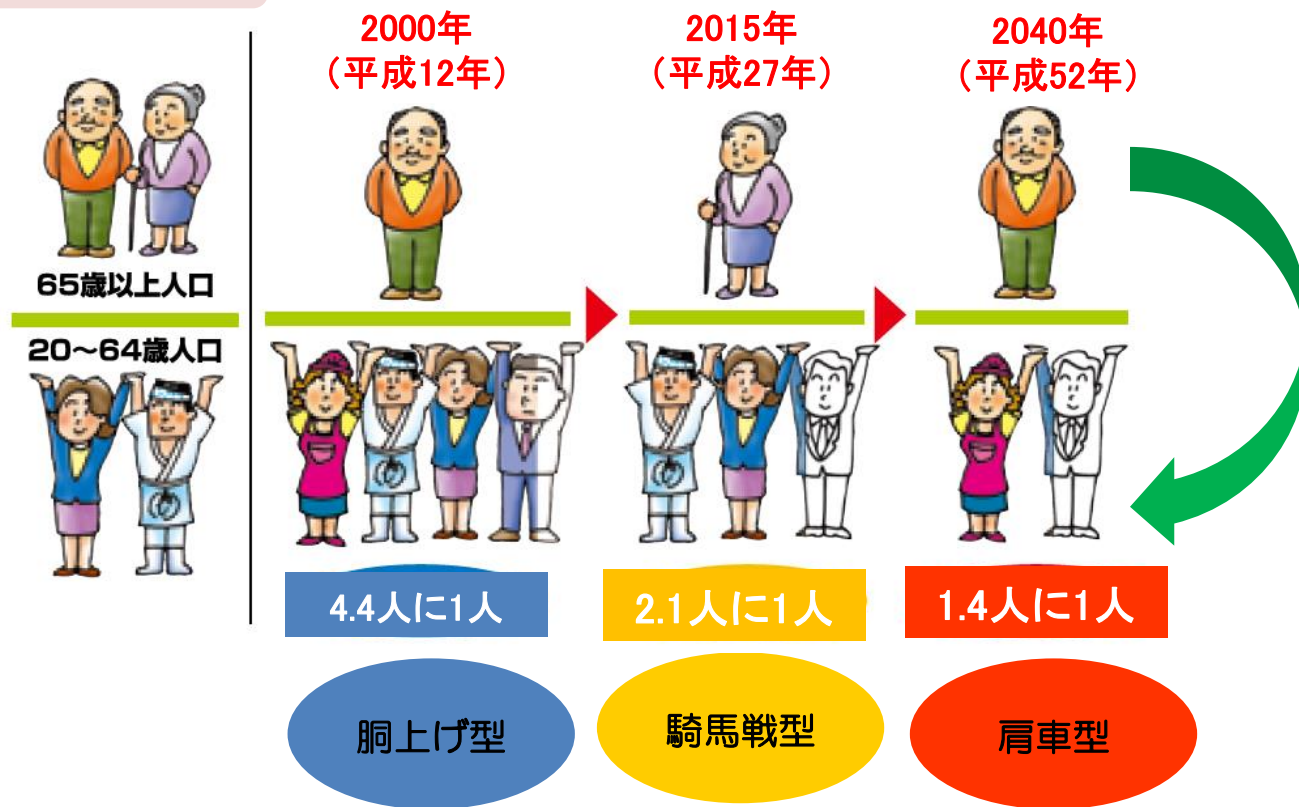 2000年
（平成12年）
2015年
（平成27年）
2040年
（平成52年）
65歳以上人口
20～64歳人口
4.4人に1人
2.1人に1人
1.4人に1人
胴上げ型
騎馬戦型
肩車型